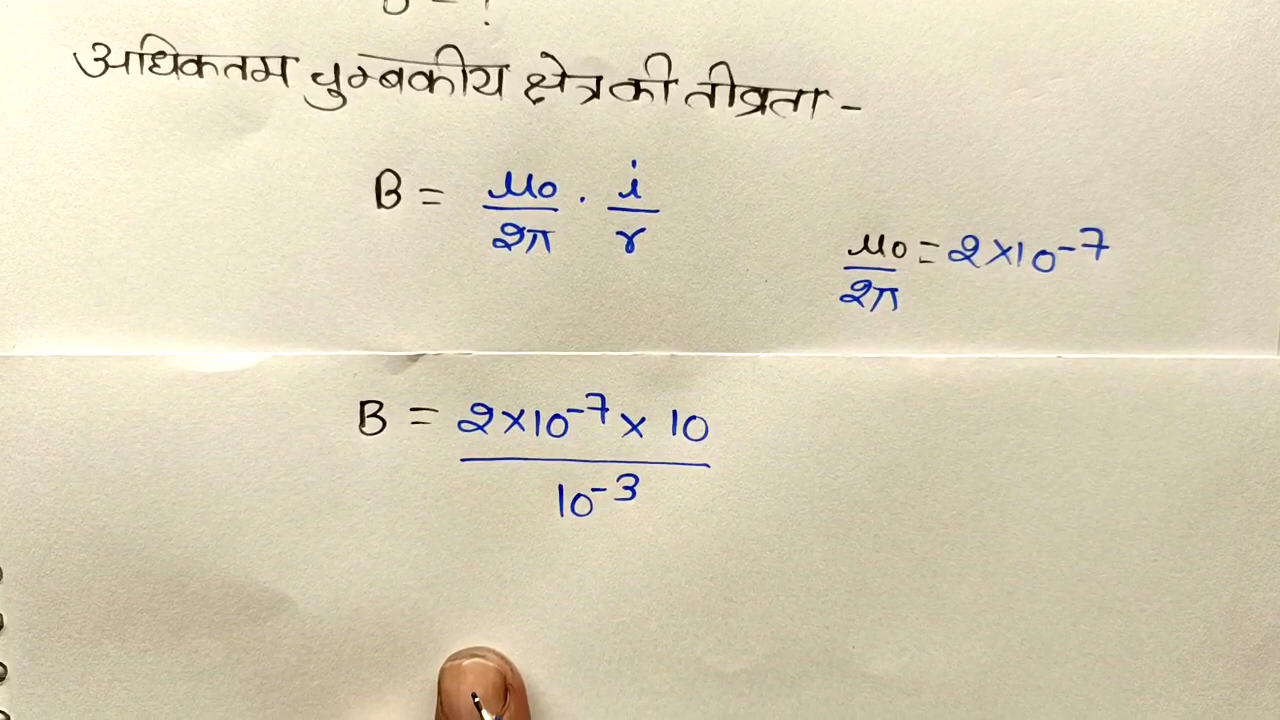 अधिकतम चुम्बकीय क्षेत्र की तीव्रता -
B = μ0/2π . i/r
μ0/2π = 2×10⁻⁷
B = 2×10⁻⁷ × 10 / 10⁻³